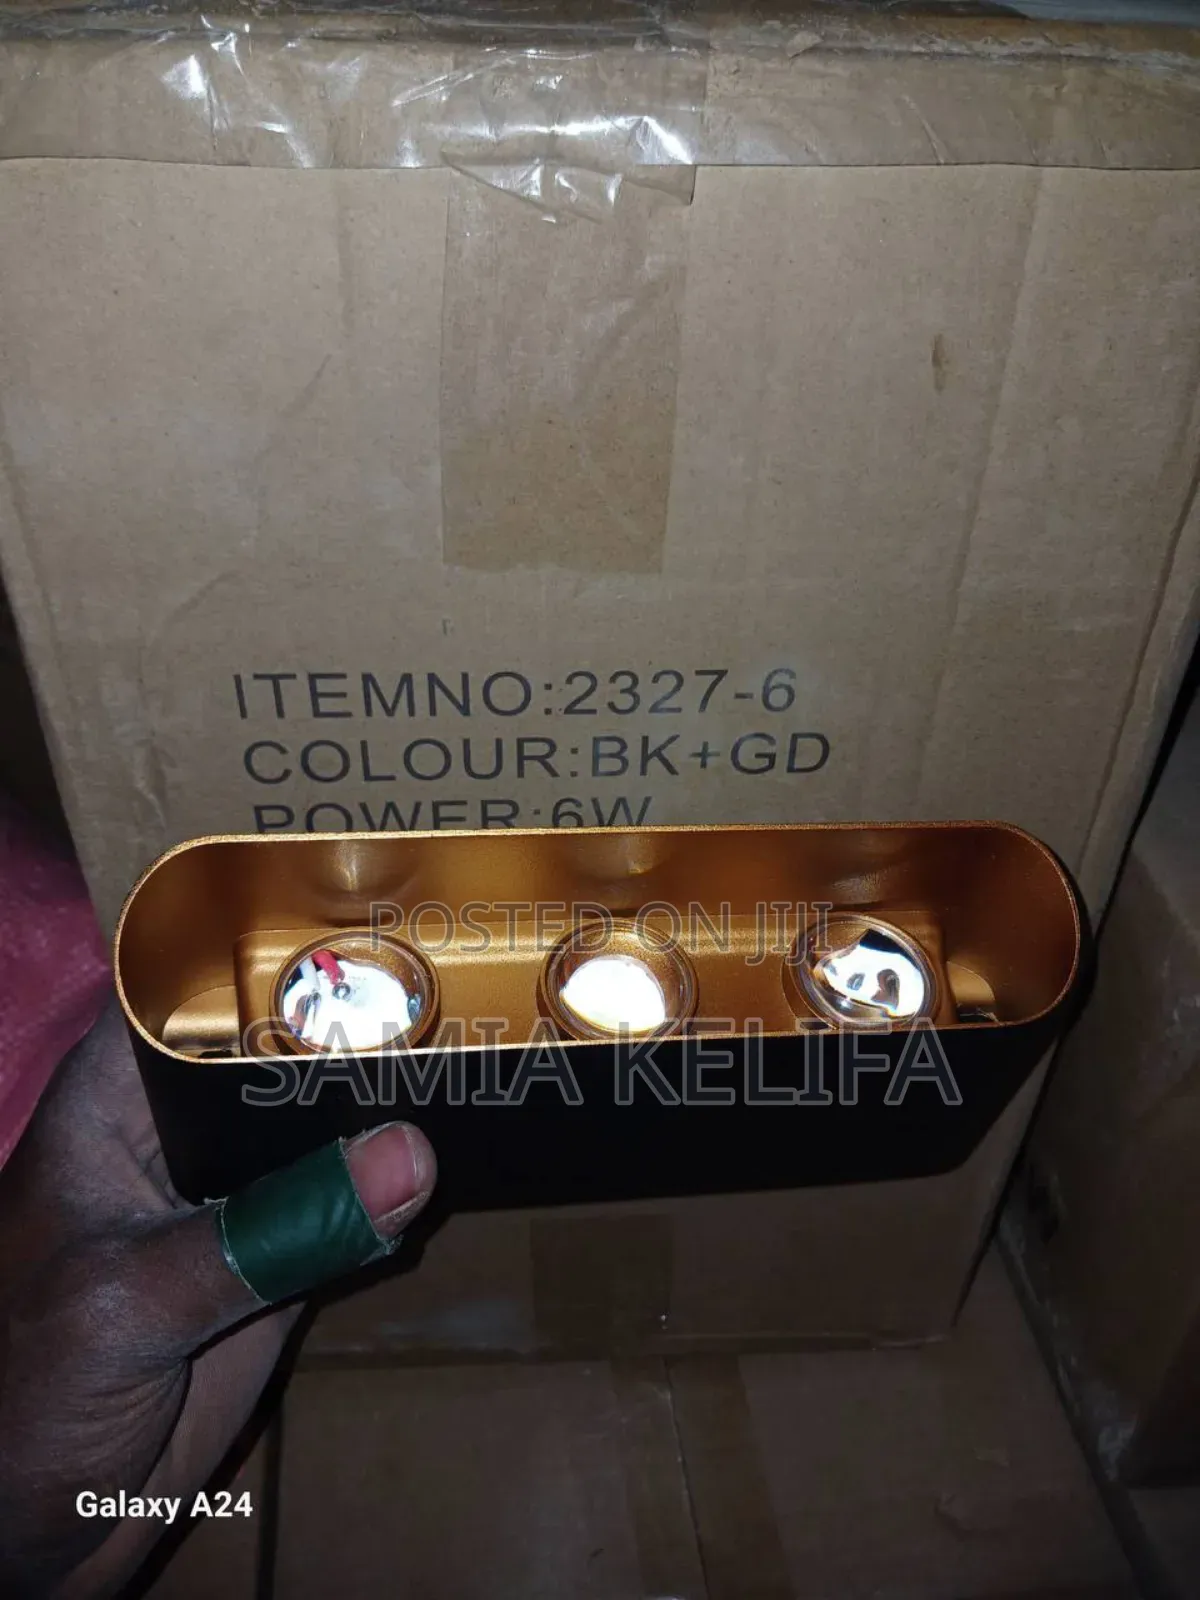 ITEMNO:2327-6
COLOUR:BK+GD
POWER:6W
POSTED ON JIJI
SAMIA KELIFA
Galaxy A24